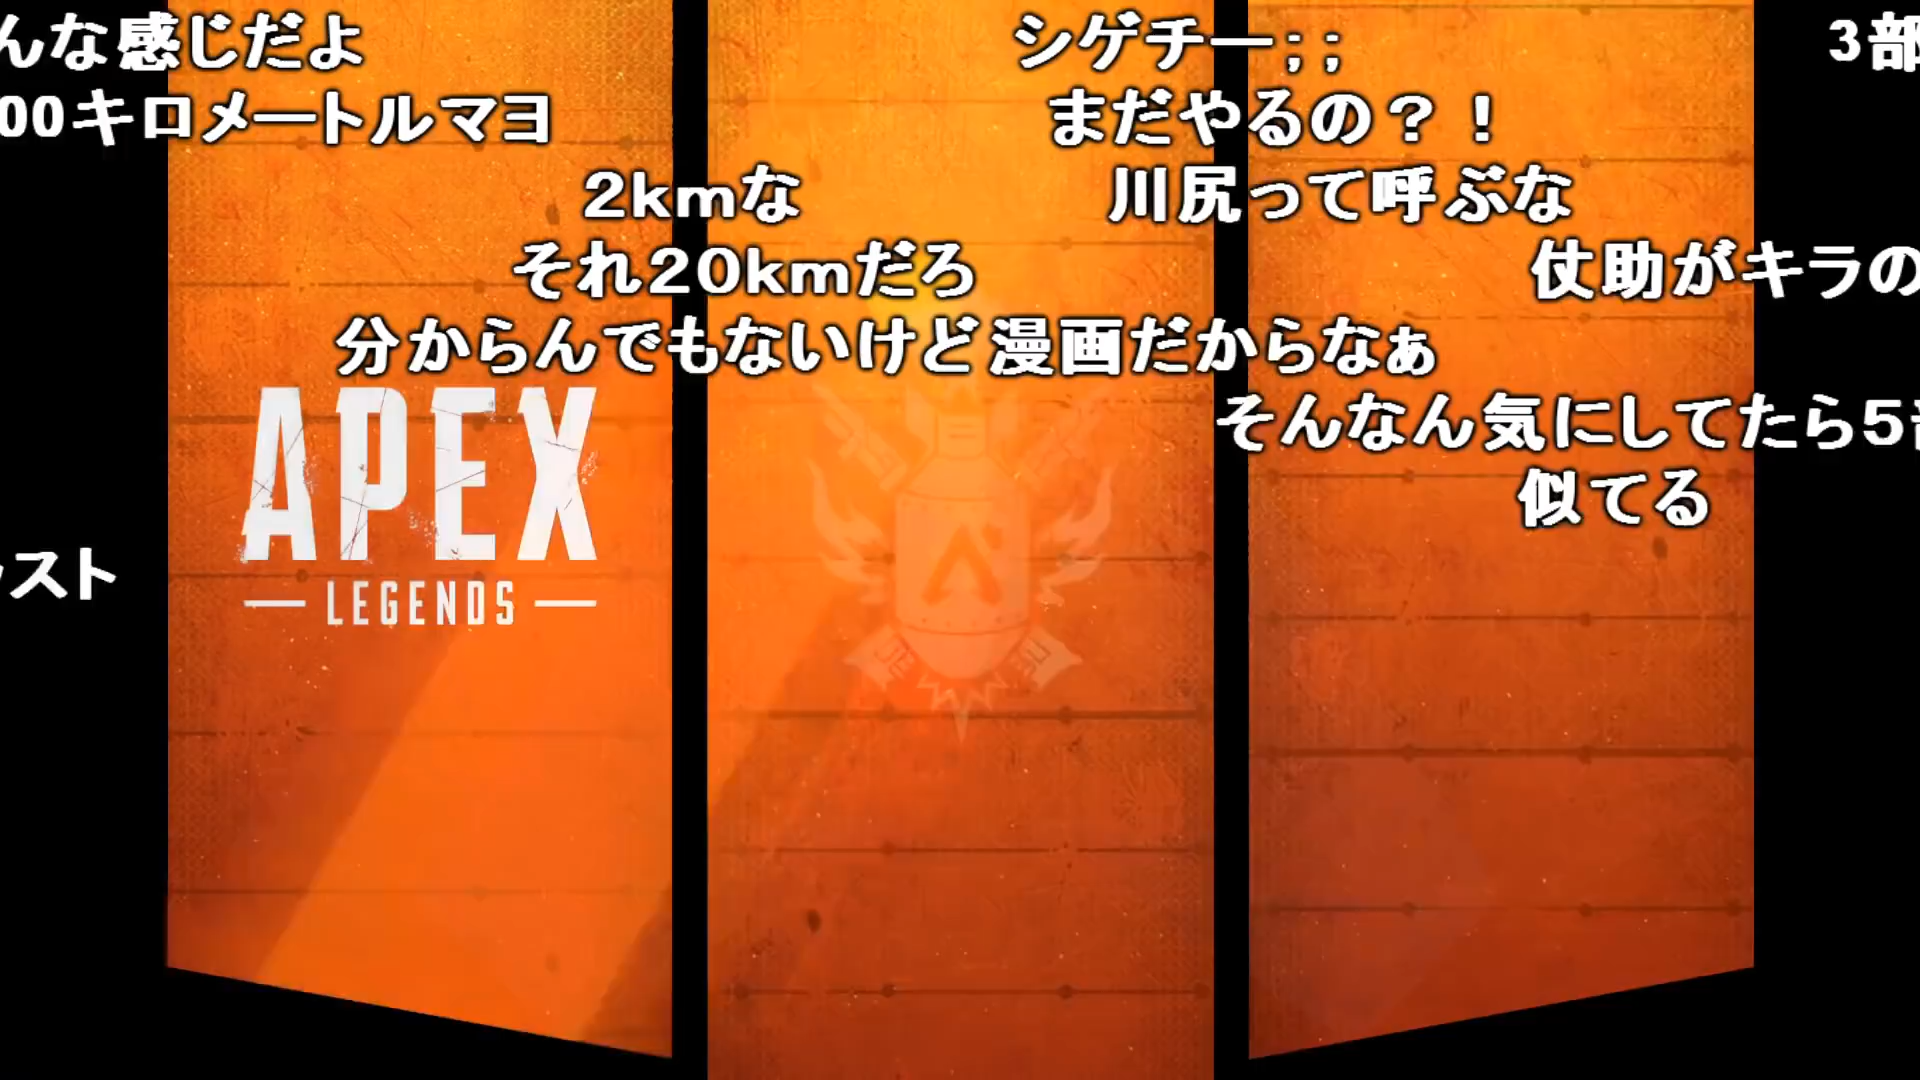 んな感じだよ
シゲチー；；
3部
00キロメートルマヨ
まだやるの？！
2kmな
川尻って呼ぶな
それ20kmだろ
仗助がキラの
分からんでもないけど漫画だからなぁ
そんなん気にしてたら5
似てる
APEX
LEGENDS
スト